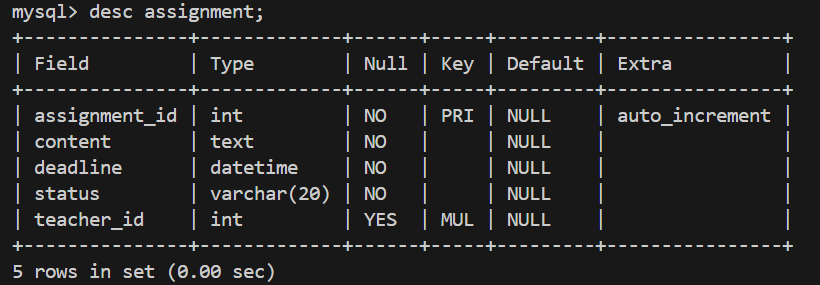 mysql> desc assignment;
+---------------+-------------+------+-----+---------+----------------+
| Field         | Type        | Null | Key | Default | Extra          |
+---------------+-------------+------+-----+---------+----------------+
| assignment_id | int         | NO   | PRI | NULL    | auto_increment |
| content       | text        | NO   |     | NULL    |                |
| deadline      | datetime    | NO   |     | NULL    |                |
| status        | varchar(20) | NO   |     | NULL    |                |
| teacher_id    | int         | YES  | MUL | NULL    |                |
+---------------+-------------+------+-----+---------+----------------+
5 rows in set (0.00 sec)